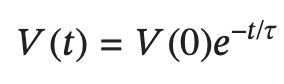 V(t) = V(0)e^{-t/τ}